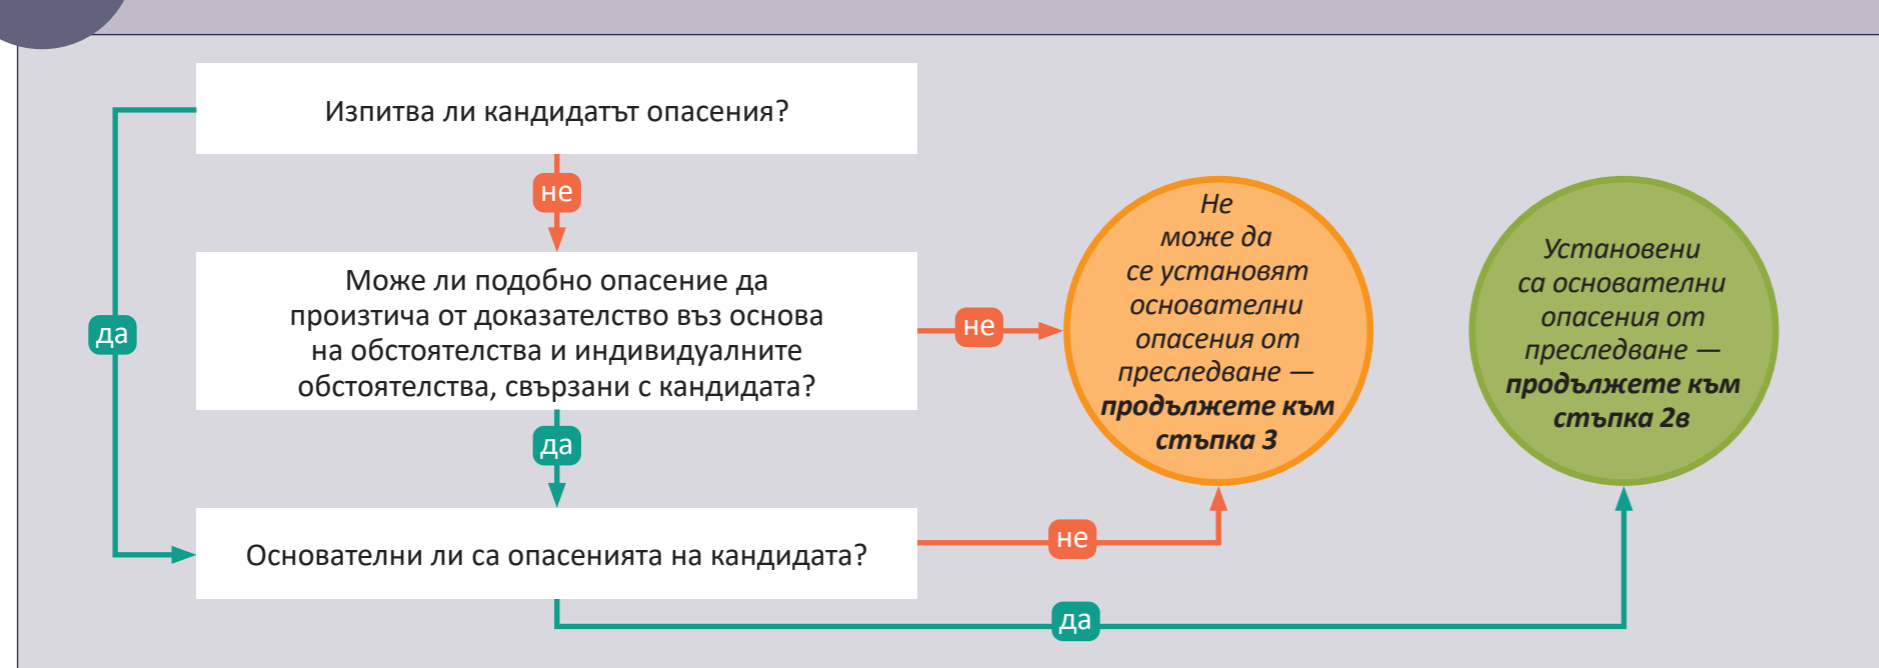 Изпитва ли кандидатът опасения?
не
Може ли подобно опасение да
произтича от доказателство въз основа
на обстоятелства и индивидуалните
обстоятелства, свързани с кандидата?
да
не
да
Основателни ли са опасенията на кандидата?
не
да
Не
може да
се установят
основателни
опасения от
преследване —
продължете към
стъпка 3
Установени
са основателни
опасения от
преследване —
продължете към
стъпка 2в